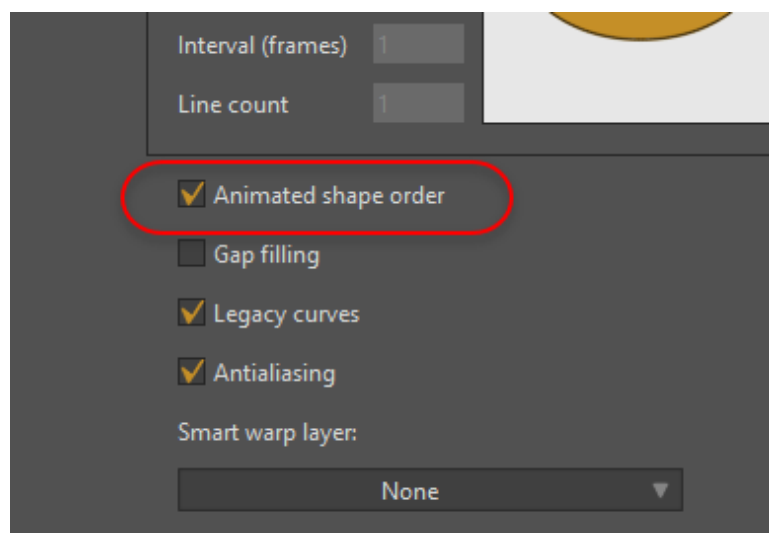 Interval (frames) 1
Line count 1
Animated shape order
Gap filling
Legacy curves
Antialiasing
Smart warp layer:
None